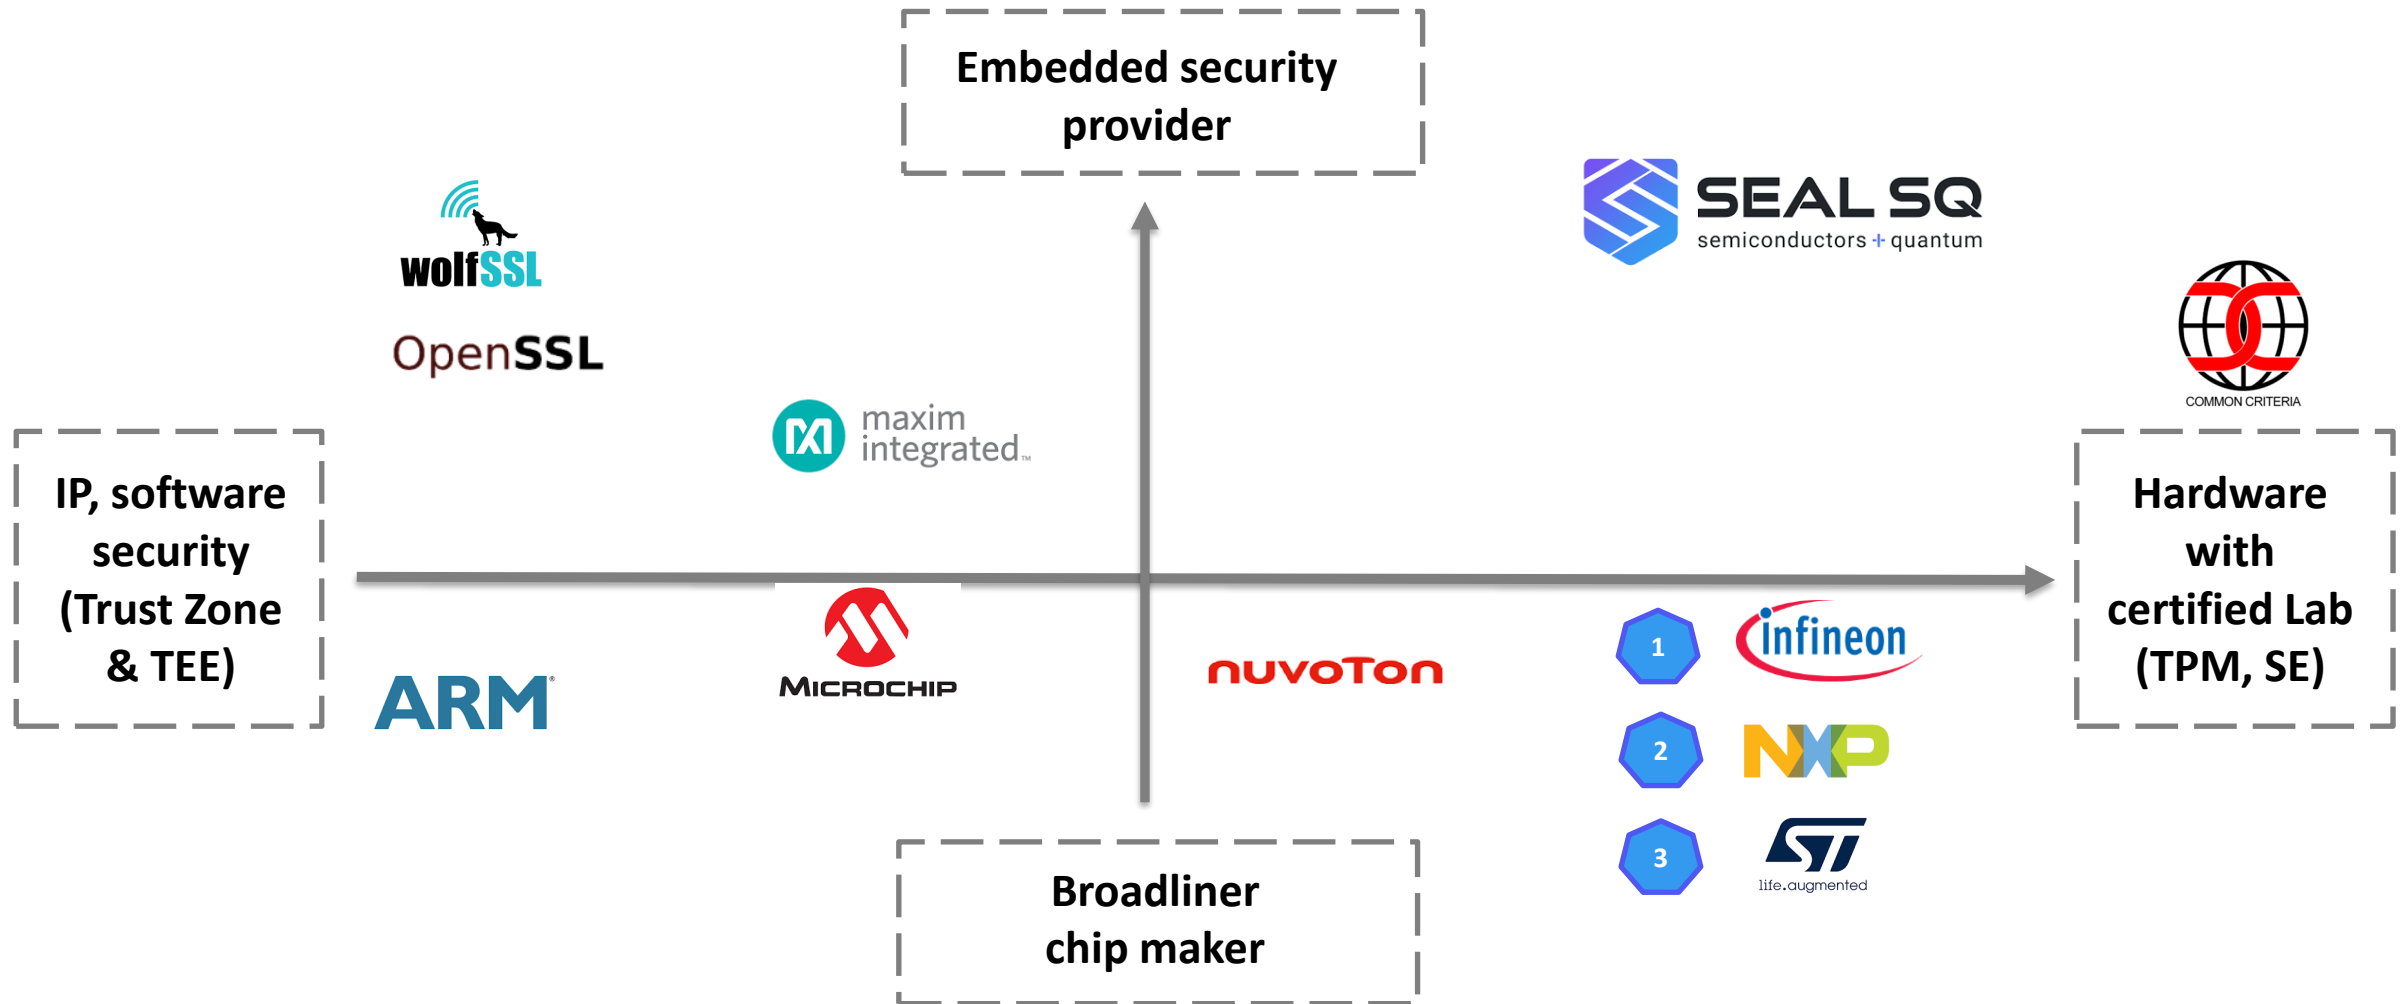 Embedded security
provider
SEAL SQ
semiconductors + quantum
wolfSSL
OpenSSL
COMMON CRITERIA
maxim
integrated™
IP, software
security
(Trust Zone
& TEE)
Hardware
with
certified Lab
(TPM, SE)
ARM®
MICROCHIP
nuvoTon
1
infineon
2
NXP
3
ST
life.augmented
Broadliner
chip maker